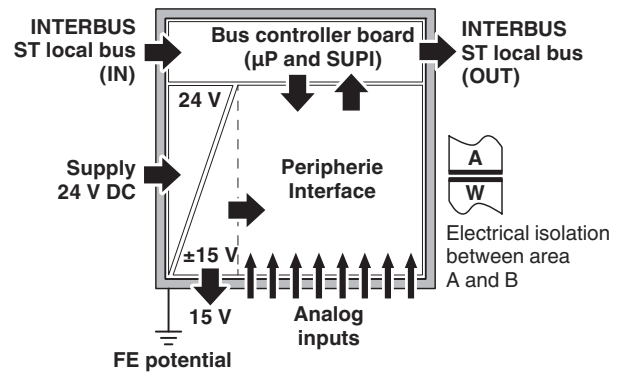 INTERBUS
ST local bus
(IN)
Bus controller board
(µP and SUPI)
INTERBUS
ST local bus
(OUT)
24 V
Supply
24 V DC
Peripherie
Interface
A
W
Electrical isolation
between area
A and B
±15 V
15 V
Analog
inputs
FE potential